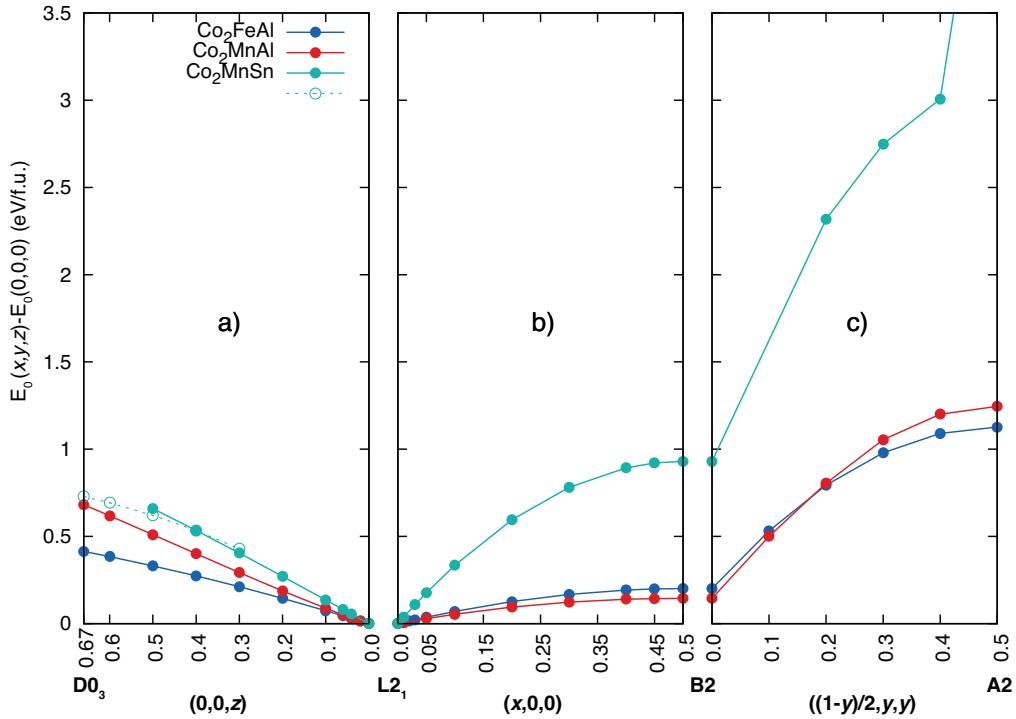 3.5
3
2.5
2
1.5
1
0.5
0
E₀(x,y,z)-E₀(0,0,0) (eV/f.u.)
Co₂FeAl
Co₂MnAl
Co₂MnSn
a)
b)
c)
0.67
0.6
0.5
0.4
0.3
0.2
0.1
0.0
0.0
0.05
0.15
0.25
0.35
0.45
0.5
0
0.1
0.2
0.3
0.4
0.5
D0₃
L2₁
B2
A2
(0,0,z)
(x,0,0)
((1-y)/2,y,y)